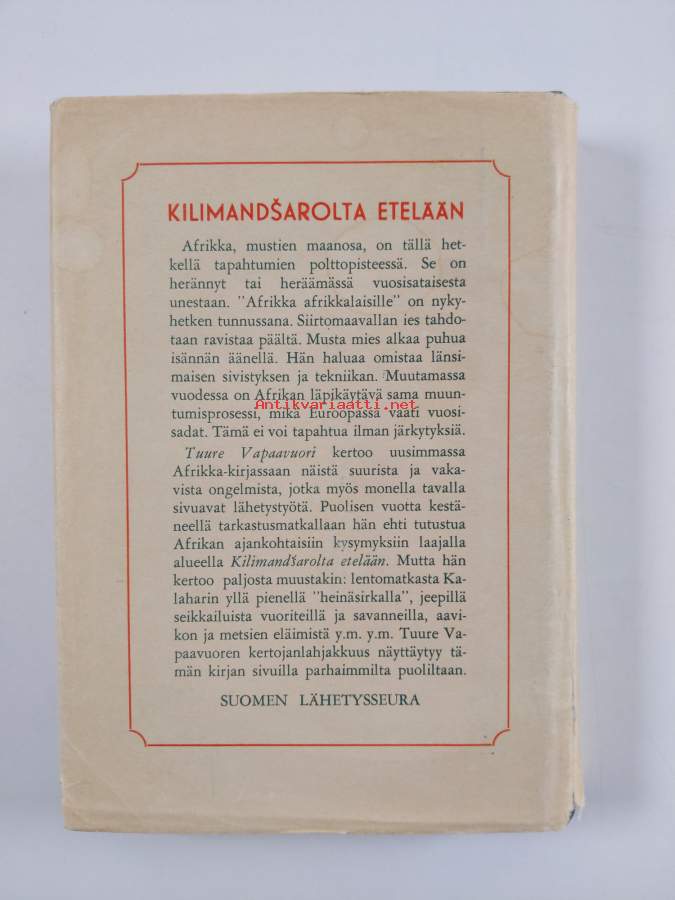 KILIMANDŠAROLTA ETELÄÄN
Afrikka, mustien maanosa, on tällä het-
kellä tapahtumien polttopisteessä. Se on
herännyt tai heräämässä vuosisataisesta
unestaan. "Afrikka afrikkalaisille" on nyky-
hetken tunnussana. Siirtomaavallan ies tahdo-
taan ravistaa päältä. Musta mies alkaa puhua
isännän äänellä. Hän haluaa omistaa länsi-
maisen sivistyksen ja tekniikan. Muutamassa
vuodessa on Afrikan läpikäytävä sama muun-
Antikvariaatti.net
tumisprosessi, mikä Euroopassa vaati vuosi-
sadat. Tämä ei voi tapahtua ilman järkytyksiä.
Tuure Vapaavuori kertoo uusimmassa
Afrikka-kirjassaan näistä suurista ja vaka-
vista ongelmista, jotka myös monella tavalla
sivuavat lähetystyötä. Puolisen vuotta kestä-
neellä tarkastusmatkallaan hän ehti tutustua
Afrikan ajankohtaisiin kysymyksiin laajalla
alueella Kilimandšarolta etelään. Mutta hän
kertoo paljosta muustakin: lentomatkasta Ka-
laharin yllä pienellä "heinäsirkalla", jeepillä
seikkailuista vuoriteillä ja savanneilla, aavi-
kon ja metsien eläimistä y.m. y.m. Tuure Va-
paavuoren kertojanlahjakkuus näyttäytyy tä-
män kirjan sivuilla parhaimmilta puoliltaan.
SUOMEN LÄHETYSSEURA